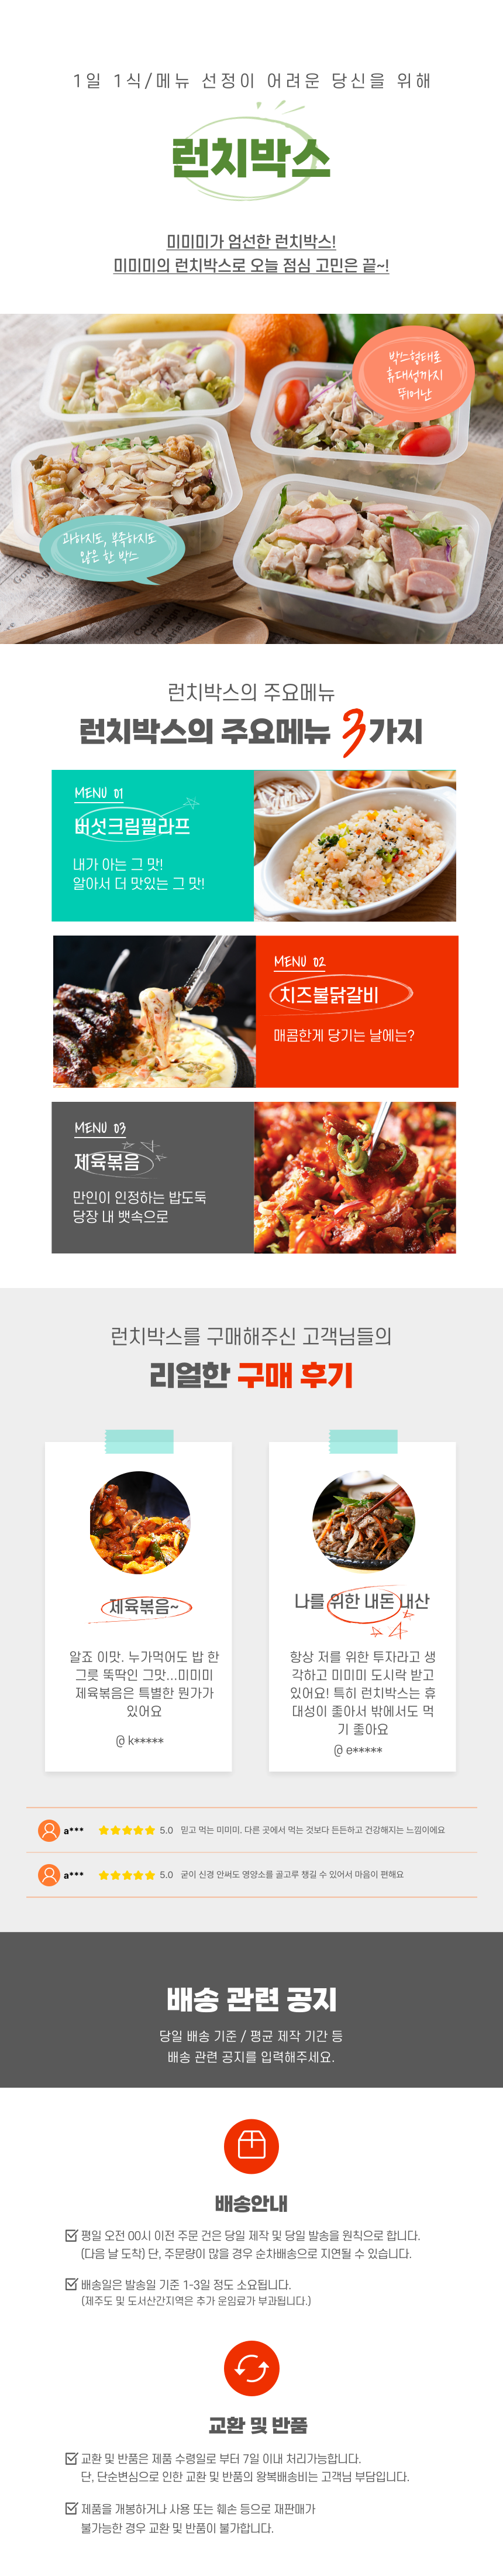 1일 1식/메뉴 선정이 어려운 당신을 위해
런치박스
미미미가 엄선한 런치박스!
미미미의 런치박스로 오늘 점심 고민은 끝~!
박쓰형태로
휴대성까지
뛰어난
과하지도, 부족하지도
않은 한 박스
런치박스의 주요메뉴
런치박스의 주요메뉴 3가지
MENU 01
버섯크림필라프
내가 아는 그 맛!
알아서 더 맛있는 그 맛!
MENU 02
치즈불닭갈비
매콤한게 당기는 날에는?
MENU 03
제육볶음
만인이 인정하는 밥도둑
당장 내 뱃속으로
런치박스를 구매해주신 고객님들의
리얼한 구매 후기
제육볶음~
알죠 이맛. 누가먹어도 밥 한
그릇 뚝딱인 그맛...미미미
제육볶음은 특별한 뭔가가
있어요
@ k*****
나를 위한 내돈 내산
항상 저를 위한 투자라고 생
각하고 미미미 도시락 받고
있어요! 특히 런치박스는 휴
대성이 좋아서 밖에서도 먹
기 좋아요
@ e*****
a*** 5.0 믿고 먹는 미미미. 다른 곳에서 먹는 것보다 든든하고 건강해지는 느낌이에요
a*** 5.0 굳이 신경 안써도 영양소를 골고루 챙길 수 있어서 마음이 편해요
배송 관련 공지
당일 배송 기준 / 평균 제작 기간 등
배송 관련 공지를 입력해주세요.
배송안내
평일 오전 00시 이전 주문 건은 당일 제작 및 당일 발송을 원칙으로 합니다.
(다음 날 도착) 단, 주문량이 많을 경우 순차배송으로 지연될 수 있습니다.
배송일은 발송일 기준 1-3일 정도 소요됩니다.
(제주도 및 도서산간지역은 추가 운임료가 부과됩니다.)
교환 및 반품
교환 및 반품은 제품 수령일로 부터 7일 이내 처리가능합니다.
단, 단순변심으로 인한 교환 및 반품의 왕복배송비는 고객님 부담입니다.
제품을 개봉하거나 사용 또는 훼손 등으로 재판매가
불가능한 경우 교환 및 반품이 불가합니다.